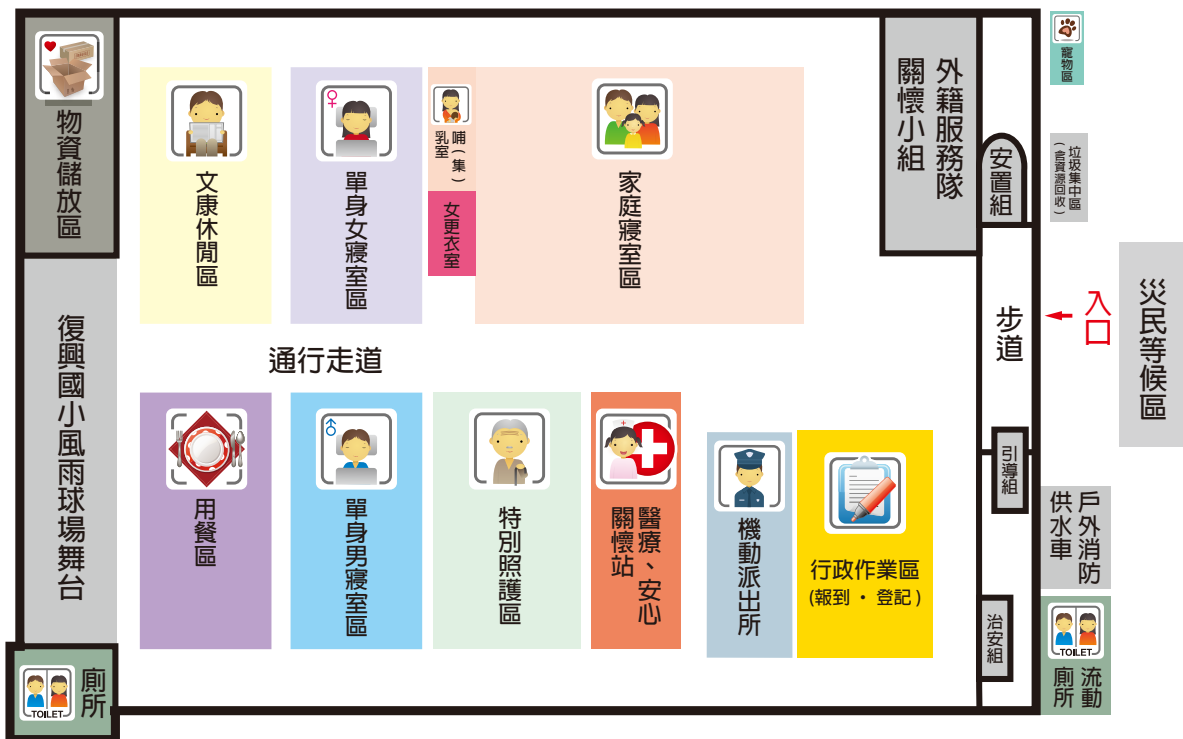 物資儲放區
文康休閒區
♀
單身女寢室區
哺(集)
乳室
女更衣室
家庭寢室區
外籍服務隊
關懷小組
安置組
寵物區
垃圾集中區
(含資源回收)
復興國小風雨球場舞台
通行走道
步道
入口
災民等候區
用餐區
♂
單身男寢室區
特別照護區
醫療、安心
關懷站
機動派出所
行政作業區
(報到 · 登記)
引導組
治安組
戶外消防
供水車
TOILET
流動
廁所
TOILET
廁所